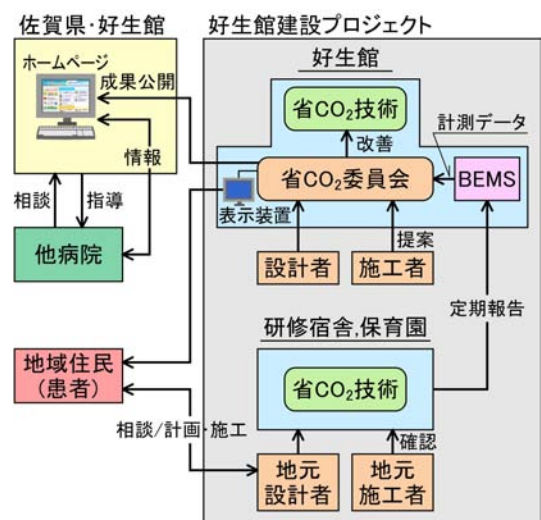 佐賀県・好生館
ホームページ
成果公開
情報
相談
指導
他病院
地域住民
(患者)
相談/計画・施工
好生館建設プロジェクト
好生館
省CO₂技術
改善
計測データ
省CO₂委員会
BEMS
表示装置
提案
設計者
施工者
定期報告
研修宿舎,保育園
省CO₂技術
確認
地元
設計者
地元
施工者